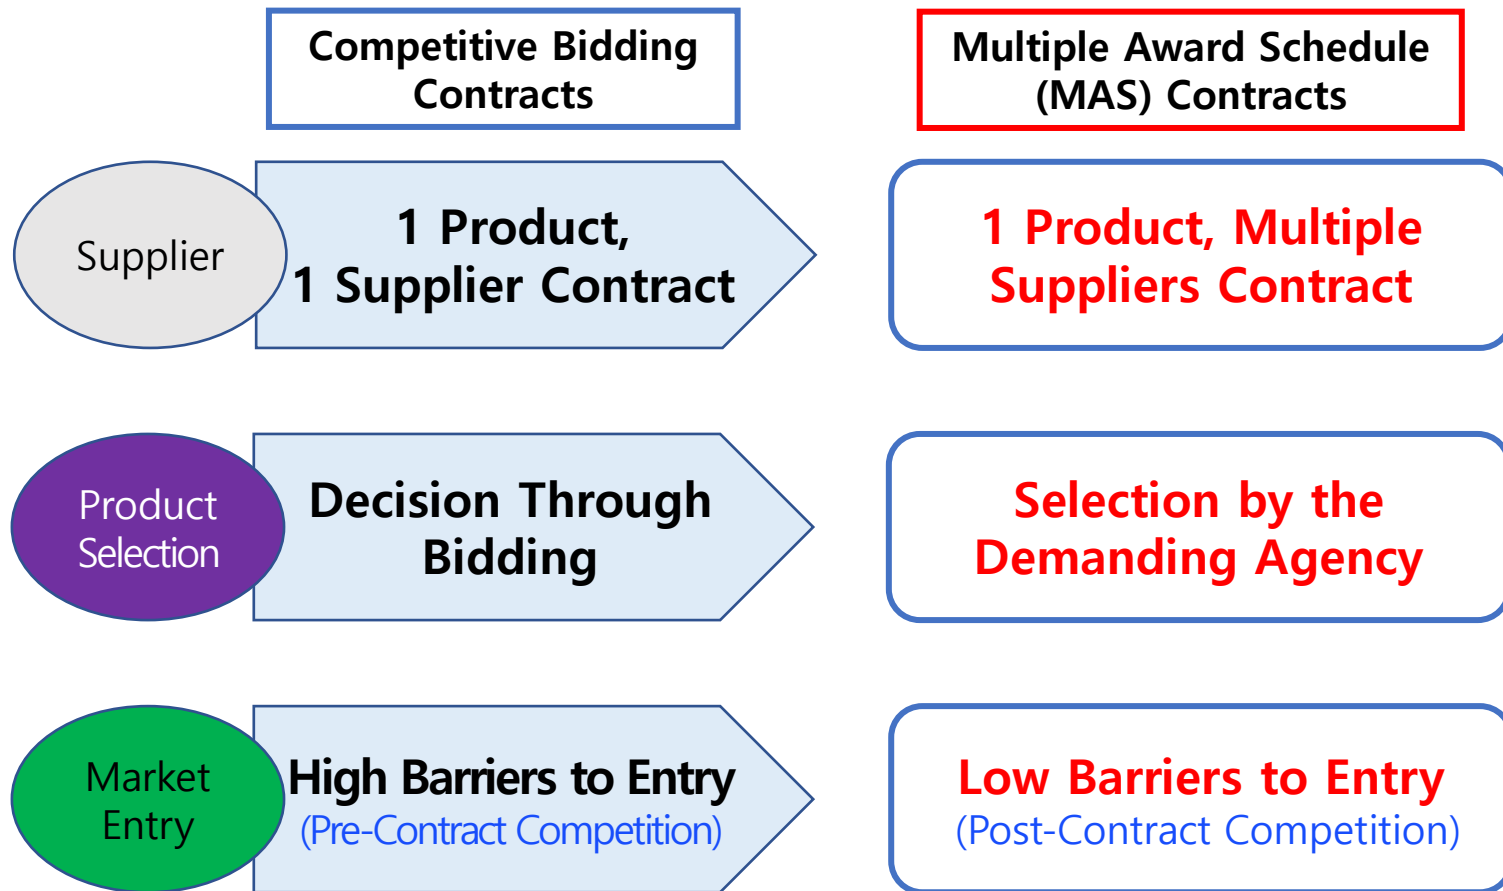 Competitive Bidding
Contracts
Multiple Award Schedule
(MAS) Contracts
Supplier
1 Product,
1 Supplier Contract
1 Product, Multiple
Suppliers Contract
Product
Selection
Decision Through
Bidding
Selection by the
Demanding Agency
Market
Entry
High Barriers to Entry
(Pre-Contract Competition)
Low Barriers to Entry
(Post-Contract Competition)